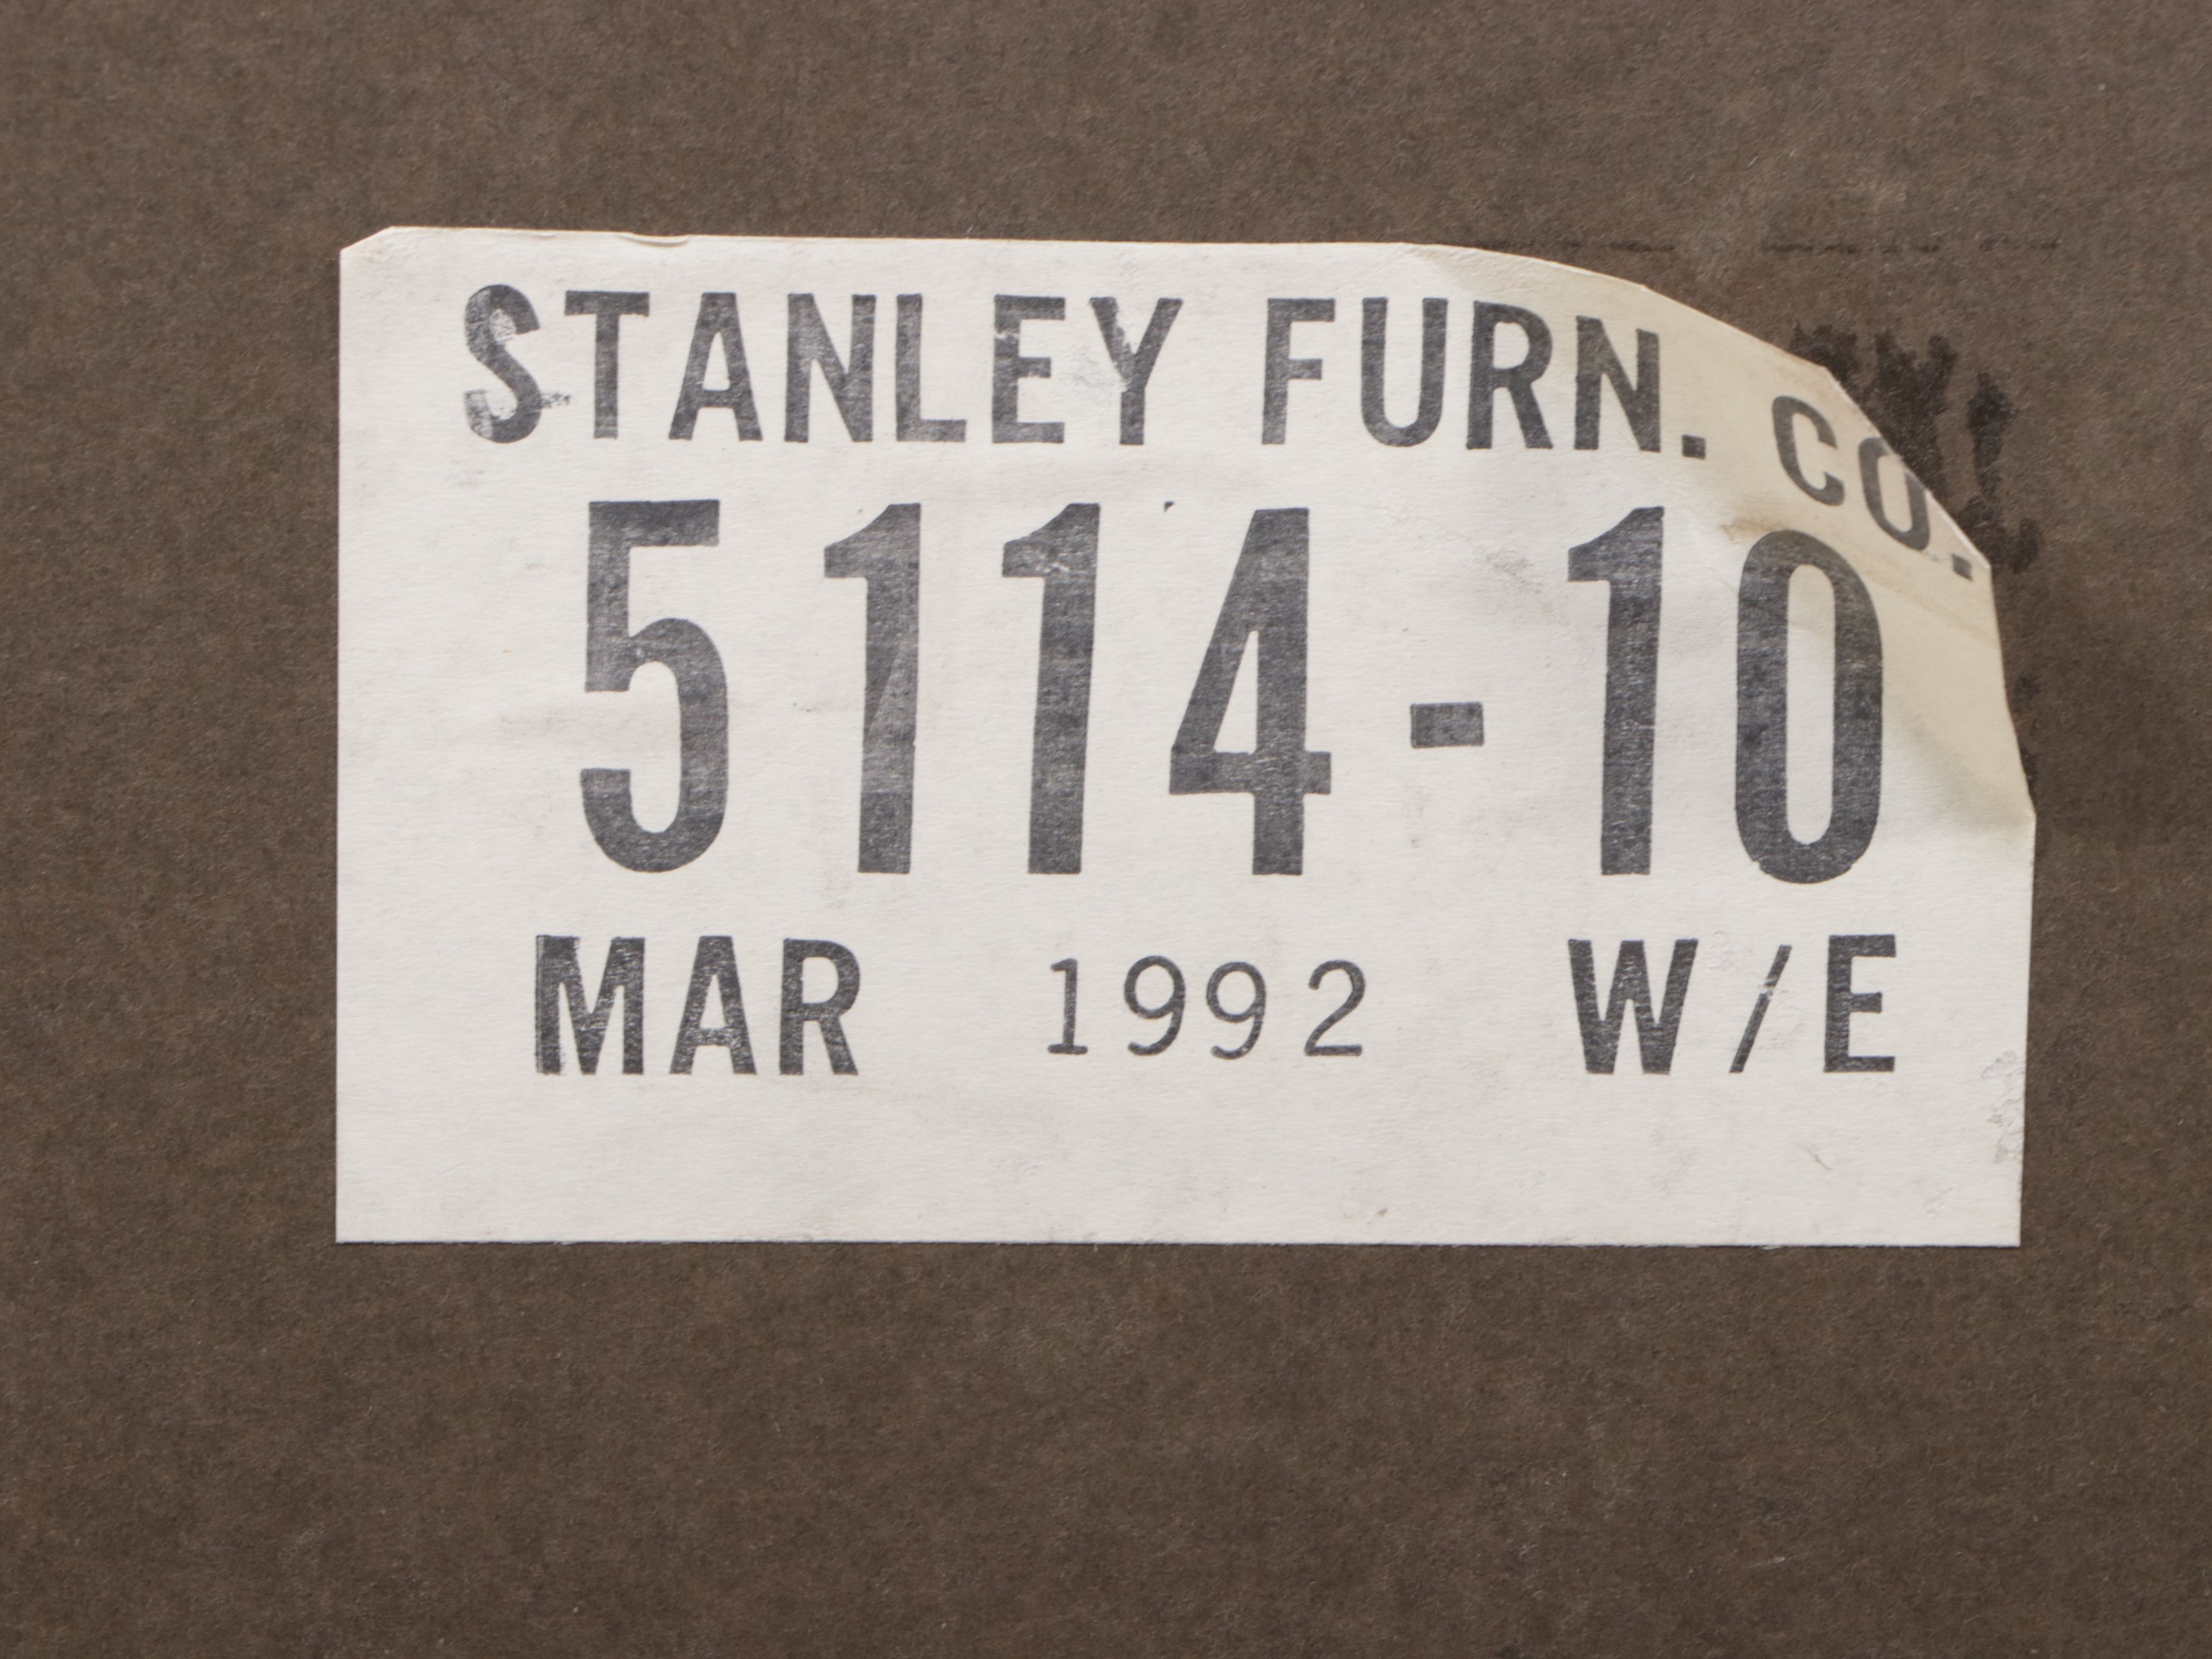 STANLEY FURN. CO.
5114-10
MAR 1992 W/E